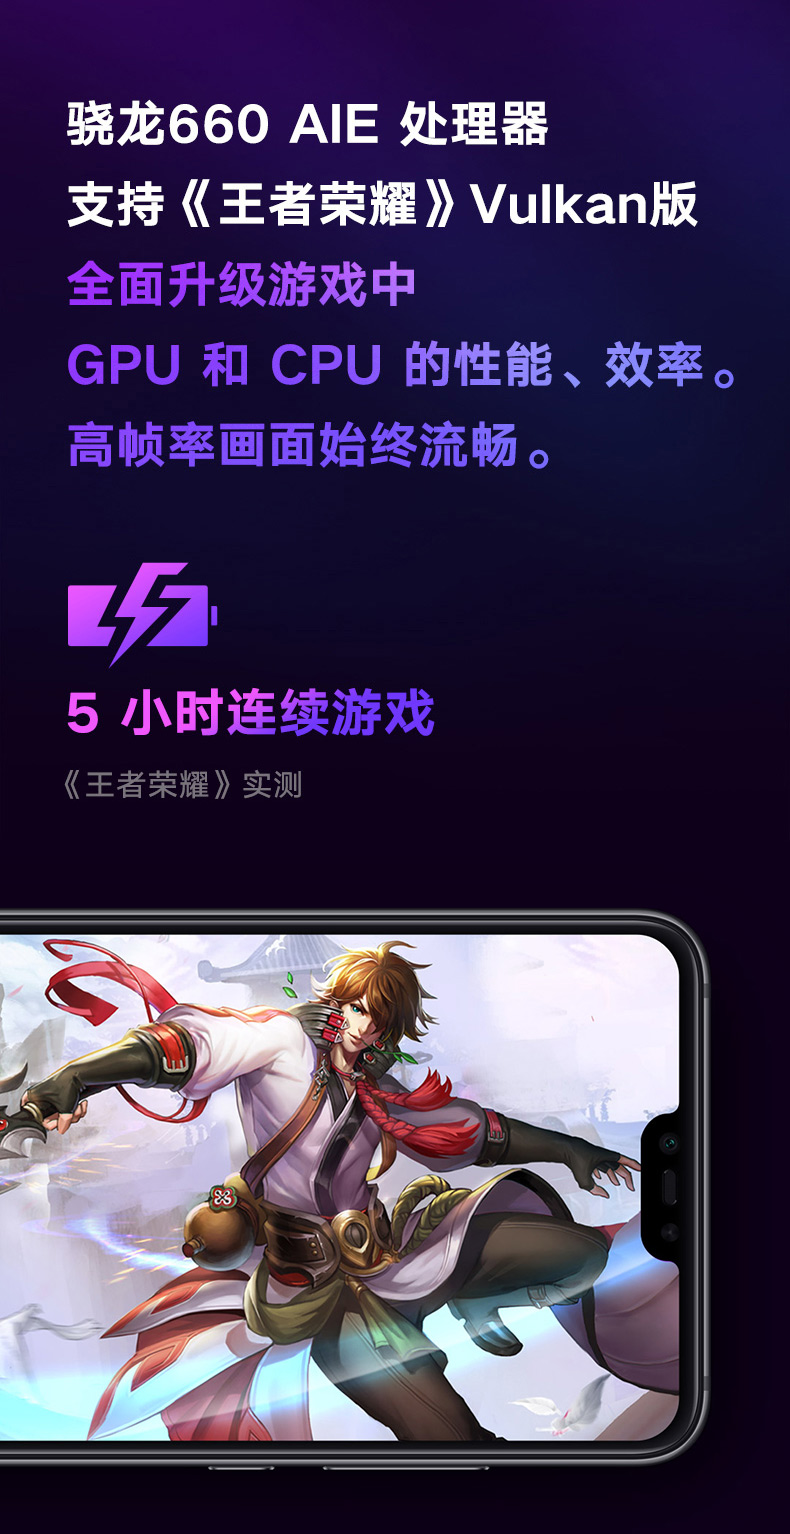 骁龙660 AIE 处理器
支持《王者荣耀》Vulkan版
全面升级游戏中
GPU 和 CPU 的性能、效率。
高帧率画面始终流畅。
5 小时连续游戏
《王者荣耀》实测